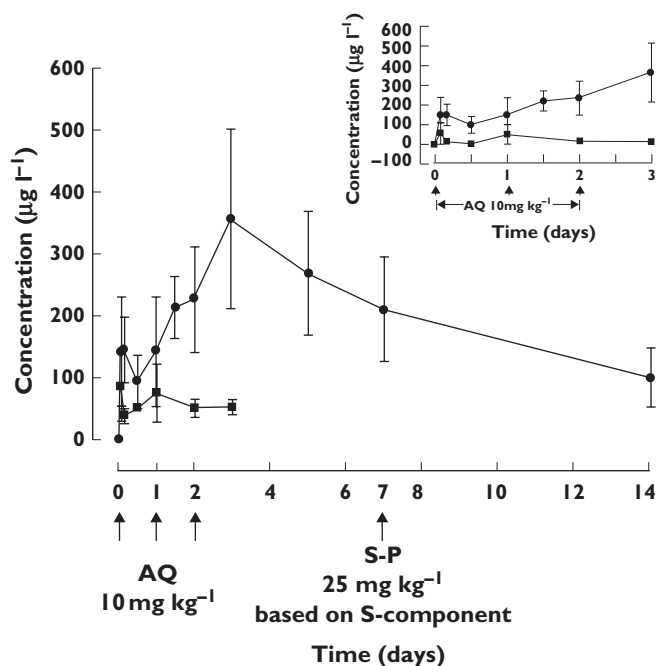 600
500
400
300
200
100
0
Concentration (µg l⁻¹)
0
1
2
4
6
7
8
10
12
14
AQ
10 mg kg⁻¹
S-P
25 mg kg⁻¹
based on S-component
Time (days)
600
500
400
300
200
100
0
−100
Concentration (µg l⁻¹)
0
1
2
3
AQ 10mg kg⁻¹
Time (days)